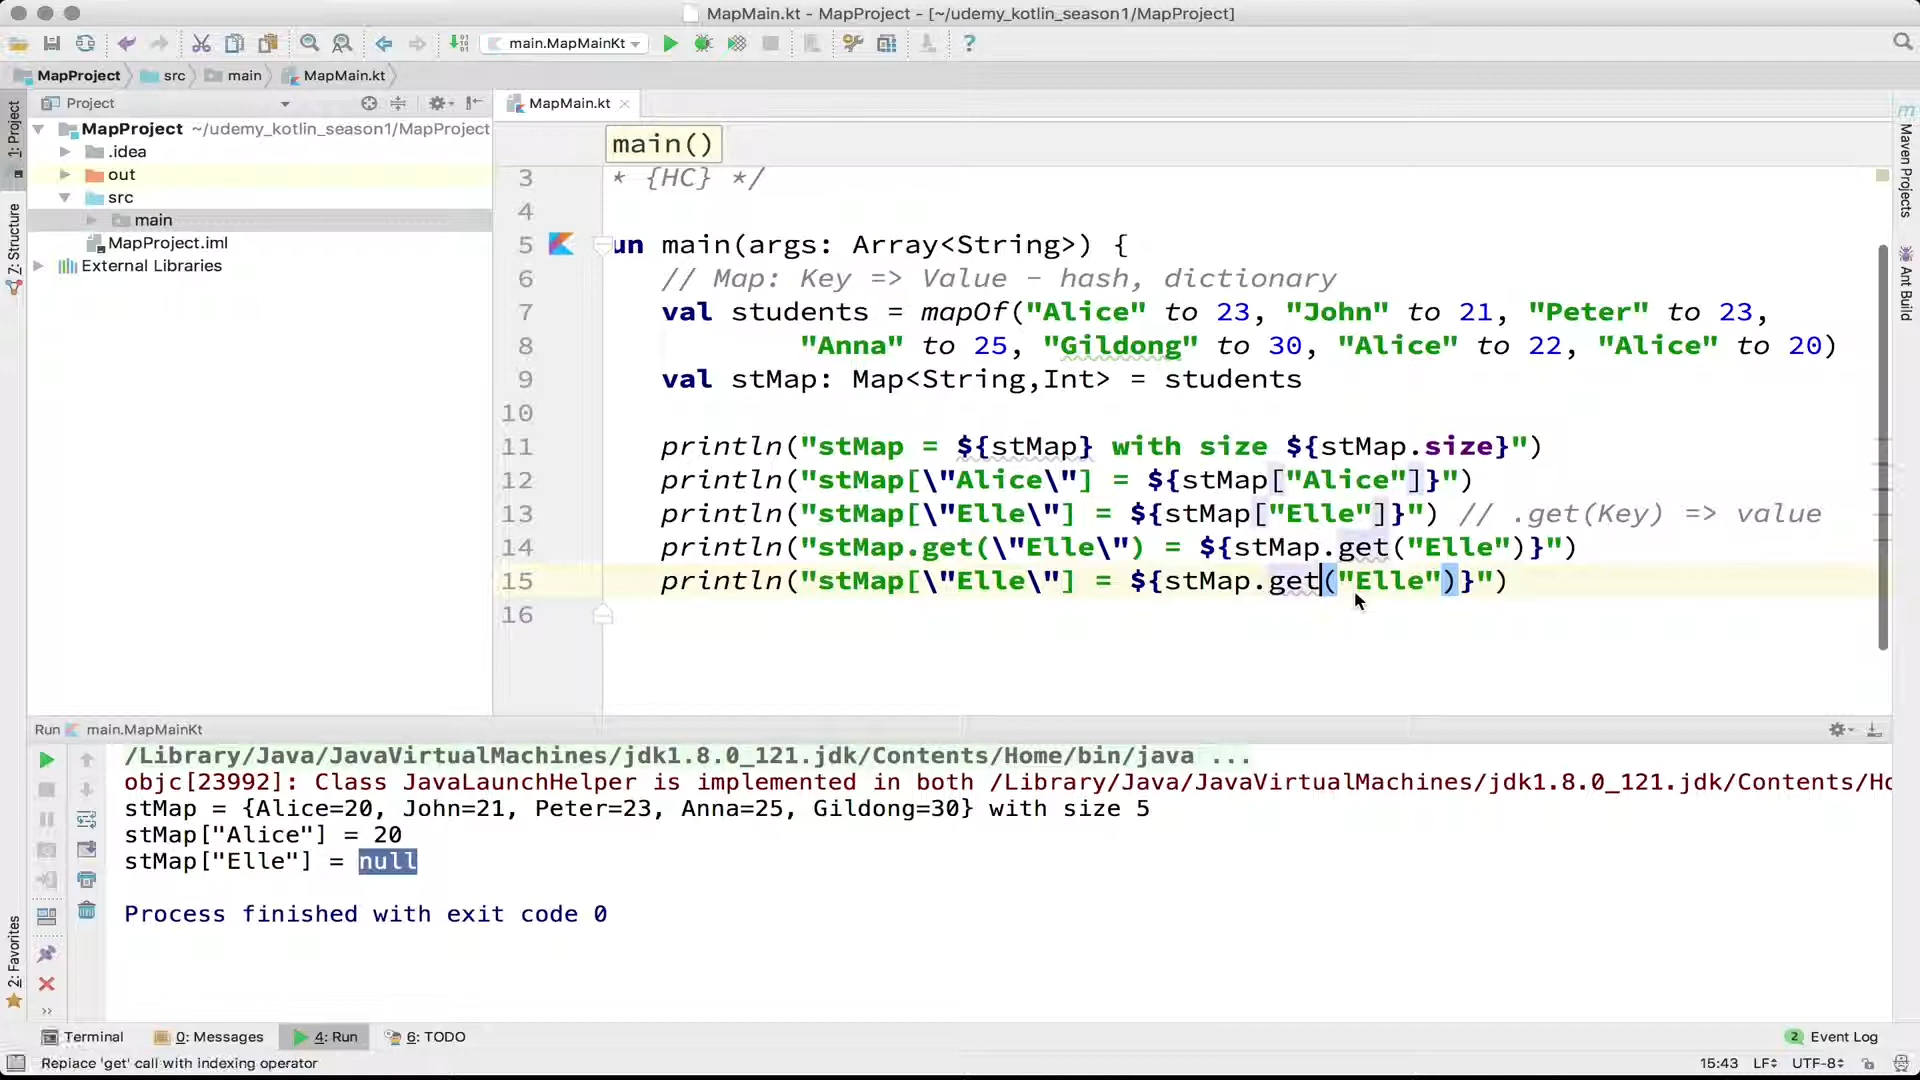 MapMain.kt - MapProject - [~/udemy_kotlin_season1/MapProject]
main.MapMainKt
MapProject src main MapMain.kt
Project
MapMain.kt
1: Project
Z: Structure
2: Favorites
MapProject ~/udemy_kotlin_season1/MapProject
.idea
out
src
main
MapProject.iml
External Libraries
main()
3 * {HC} */
4
5 un main(args: Array<String>) {
6 // Map: Key => Value - hash, dictionary
7 val students = mapOf("Alice" to 23, "John" to 21, "Peter" to 23,
8 "Anna" to 25, "Gildong" to 30, "Alice" to 22, "Alice" to 20)
9 val stMap: Map<String,Int> = students
10
11 println("stMap = ${stMap} with size ${stMap.size}")
12 println("stMap[\"Alice\"] = ${stMap["Alice"]}")
13 println("stMap[\"Elle\"] = ${stMap["Elle"]}") // .get(Key) => value
14 println("stMap.get(\"Elle\") = ${stMap.get("Elle")}")
15 println("stMap[\"Elle\"] = ${stMap.get("Elle")}")
16
m
Maven Projects
Ant Build
Run main.MapMainKt
/Library/Java/JavaVirtualMachines/jdk1.8.0_121.jdk/Contents/Home/bin/java ...
objc[23992]: Class JavaLaunchHelper is implemented in both /Library/Java/JavaVirtualMachines/jdk1.8.0_121.jdk/Contents/Ho
stMap = {Alice=20, John=21, Peter=23, Anna=25, Gildong=30} with size 5
stMap["Alice"] = 20
stMap["Elle"] = null
Process finished with exit code 0
Terminal 0: Messages 4: Run 6: TODO 2 Event Log
Replace 'get' call with indexing operator 15:43 LF UTF-8